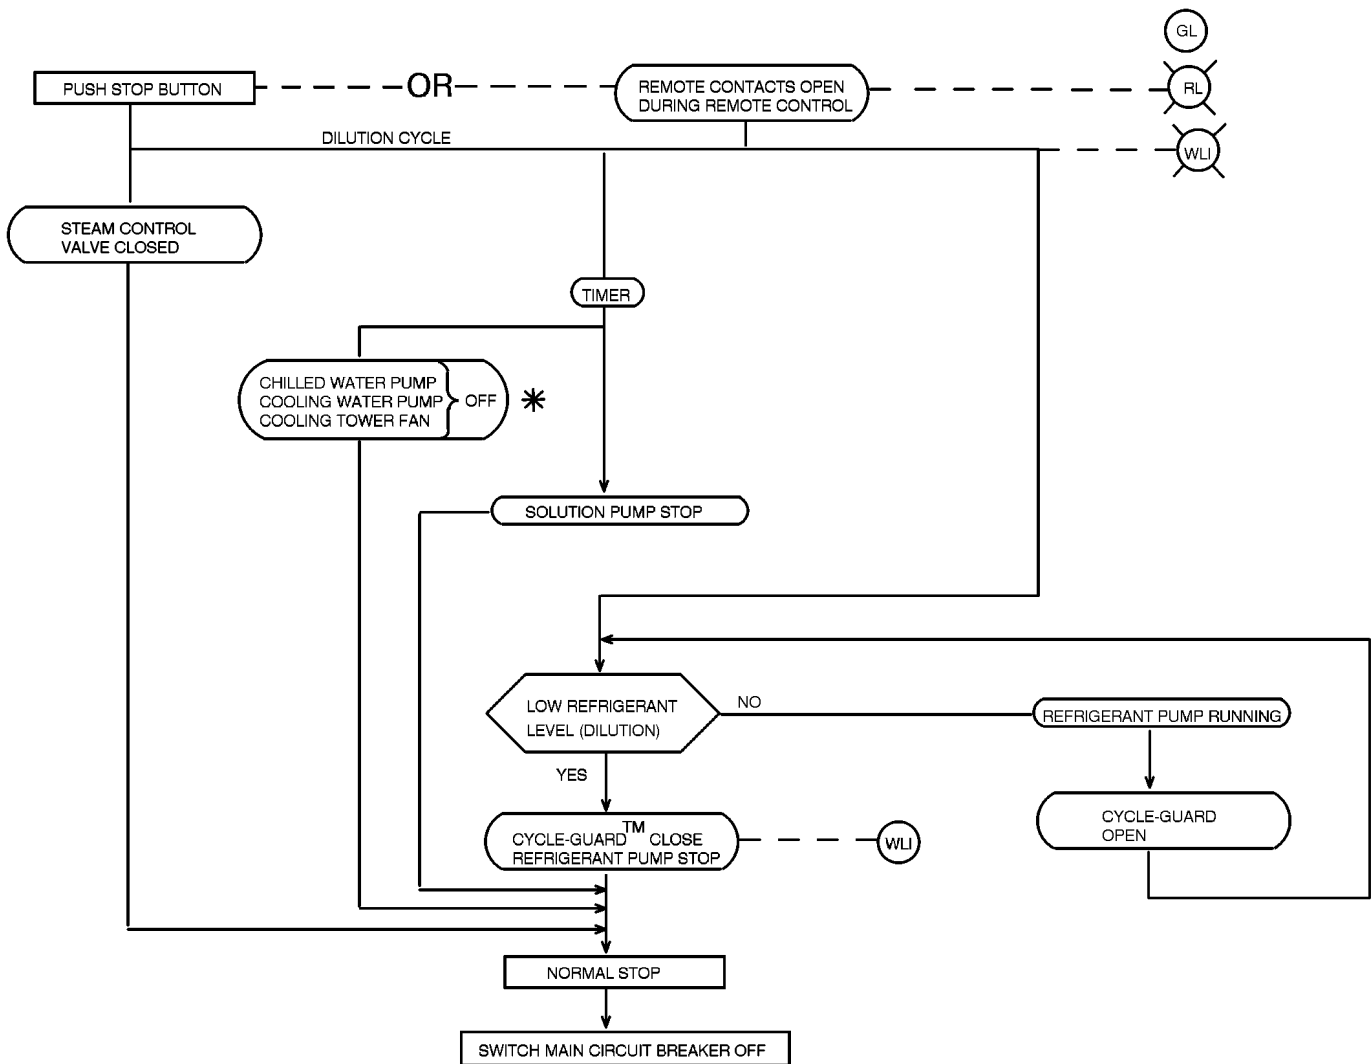 GL
PUSH STOP BUTTON
OR
REMOTE CONTACTS OPEN
DURING REMOTE CONTROL
RL
DILUTION CYCLE
WLI
STEAM CONTROL
VALVE CLOSED
TIMER
CHILLED WATER PUMP
COOLING WATER PUMP
COOLING TOWER FAN
OFF
*
SOLUTION PUMP STOP
LOW REFRIGERANT
LEVEL (DILUTION)
NO
REFRIGERANT PUMP RUNNING
YES
CYCLE-GUARD™ CLOSE
REFRIGERANT PUMP STOP
WLI
CYCLE-GUARD
OPEN
NORMAL STOP
SWITCH MAIN CIRCUIT BREAKER OFF